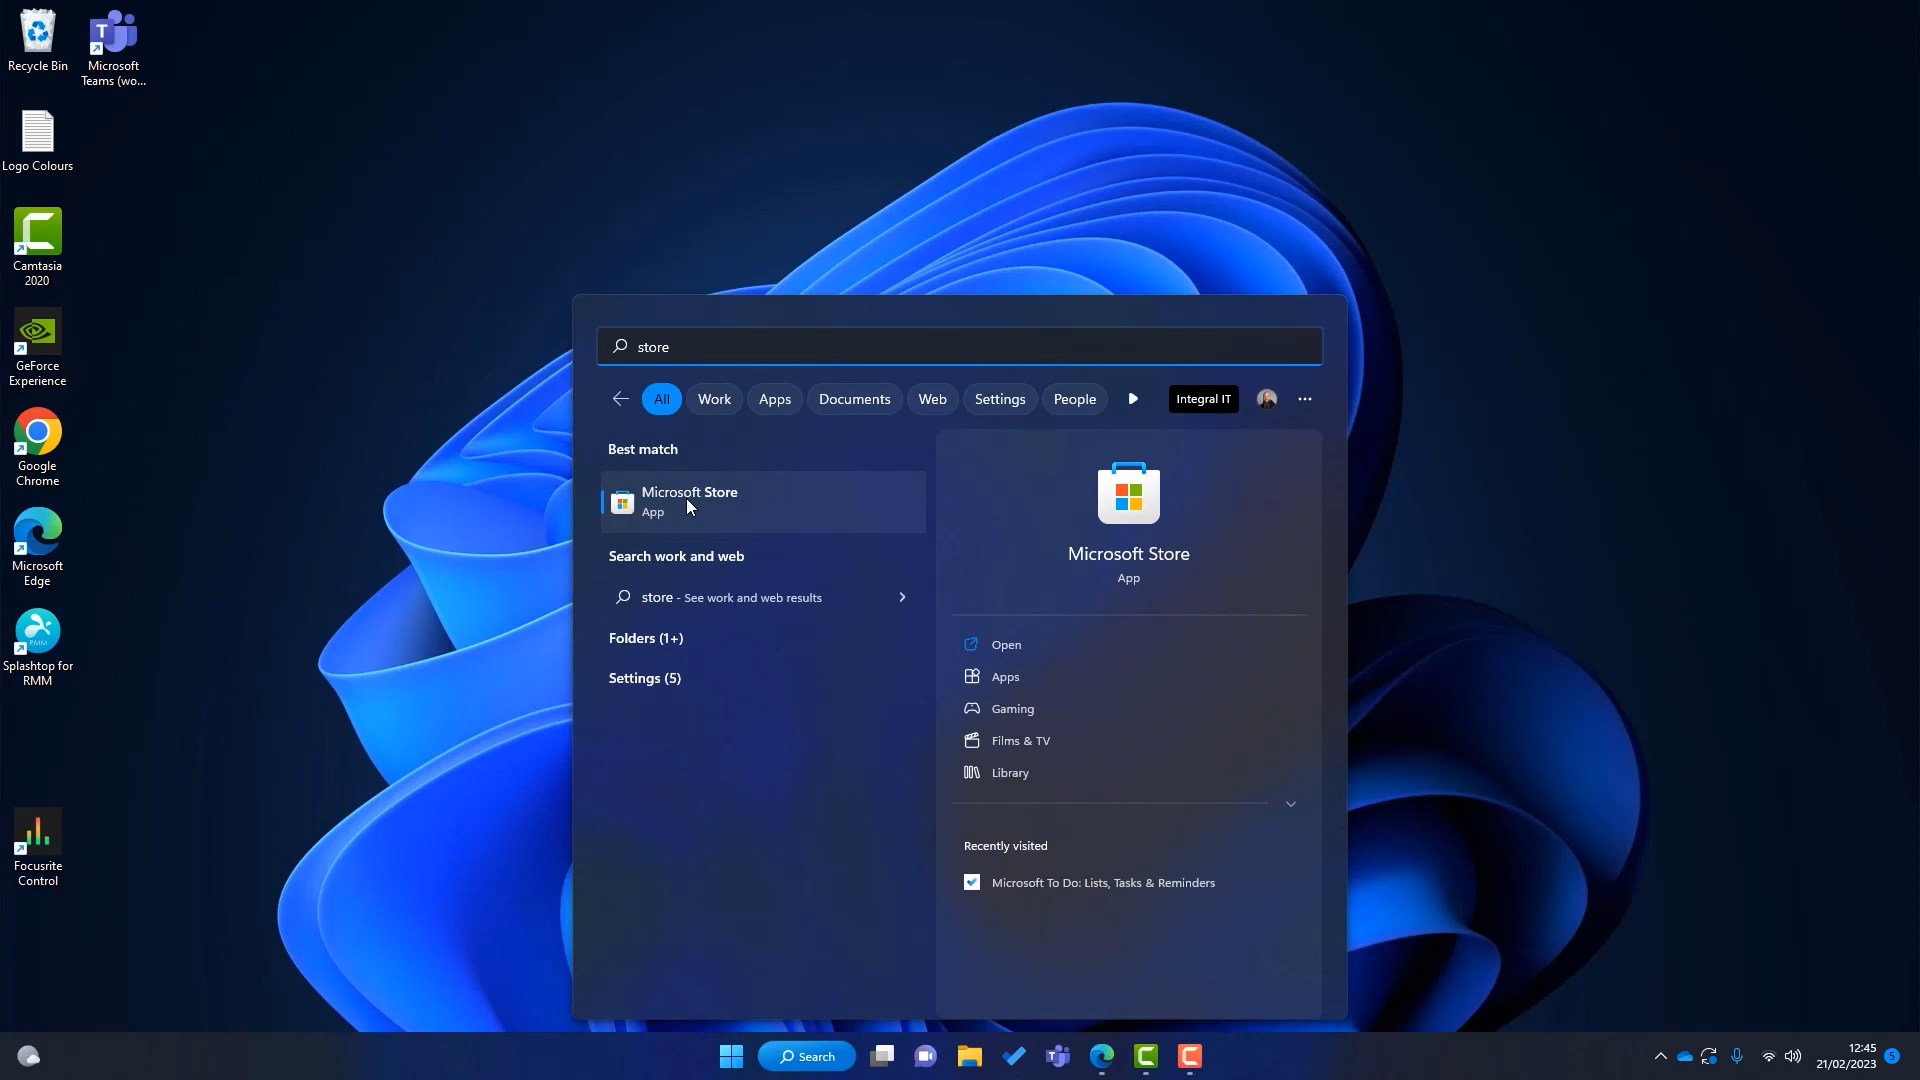 Recycle Bin
Microsoft
Teams (wo...
Logo Colours
Camtasia
2020
GeForce
Experience
Google
Chrome
Microsoft
Edge
RMM
Splashtop for
RMM
Focusrite
Control
store
All Work Apps Documents Web Settings People Integral IT
Best match
Microsoft Store
App
Search work and web
store - See work and web results
Folders (1+)
Settings (5)
Microsoft Store
App
Open
Apps
Gaming
Films & TV
Library
Recently visited
Microsoft To Do: Lists, Tasks & Reminders
Search
12:45
21/02/2023
5